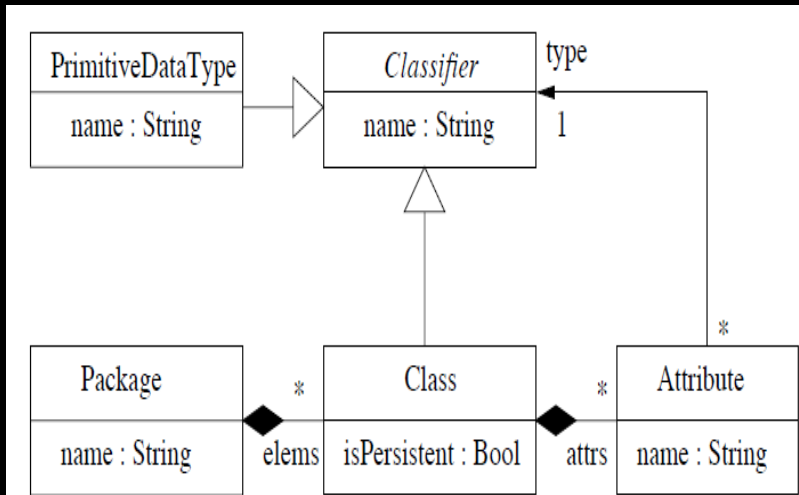 PrimitiveDataType
name : String
Classifier
name : String
type
1
*
Package
name : String
*
elems
Class
isPersistent : Bool
*
attrs
Attribute
name : String